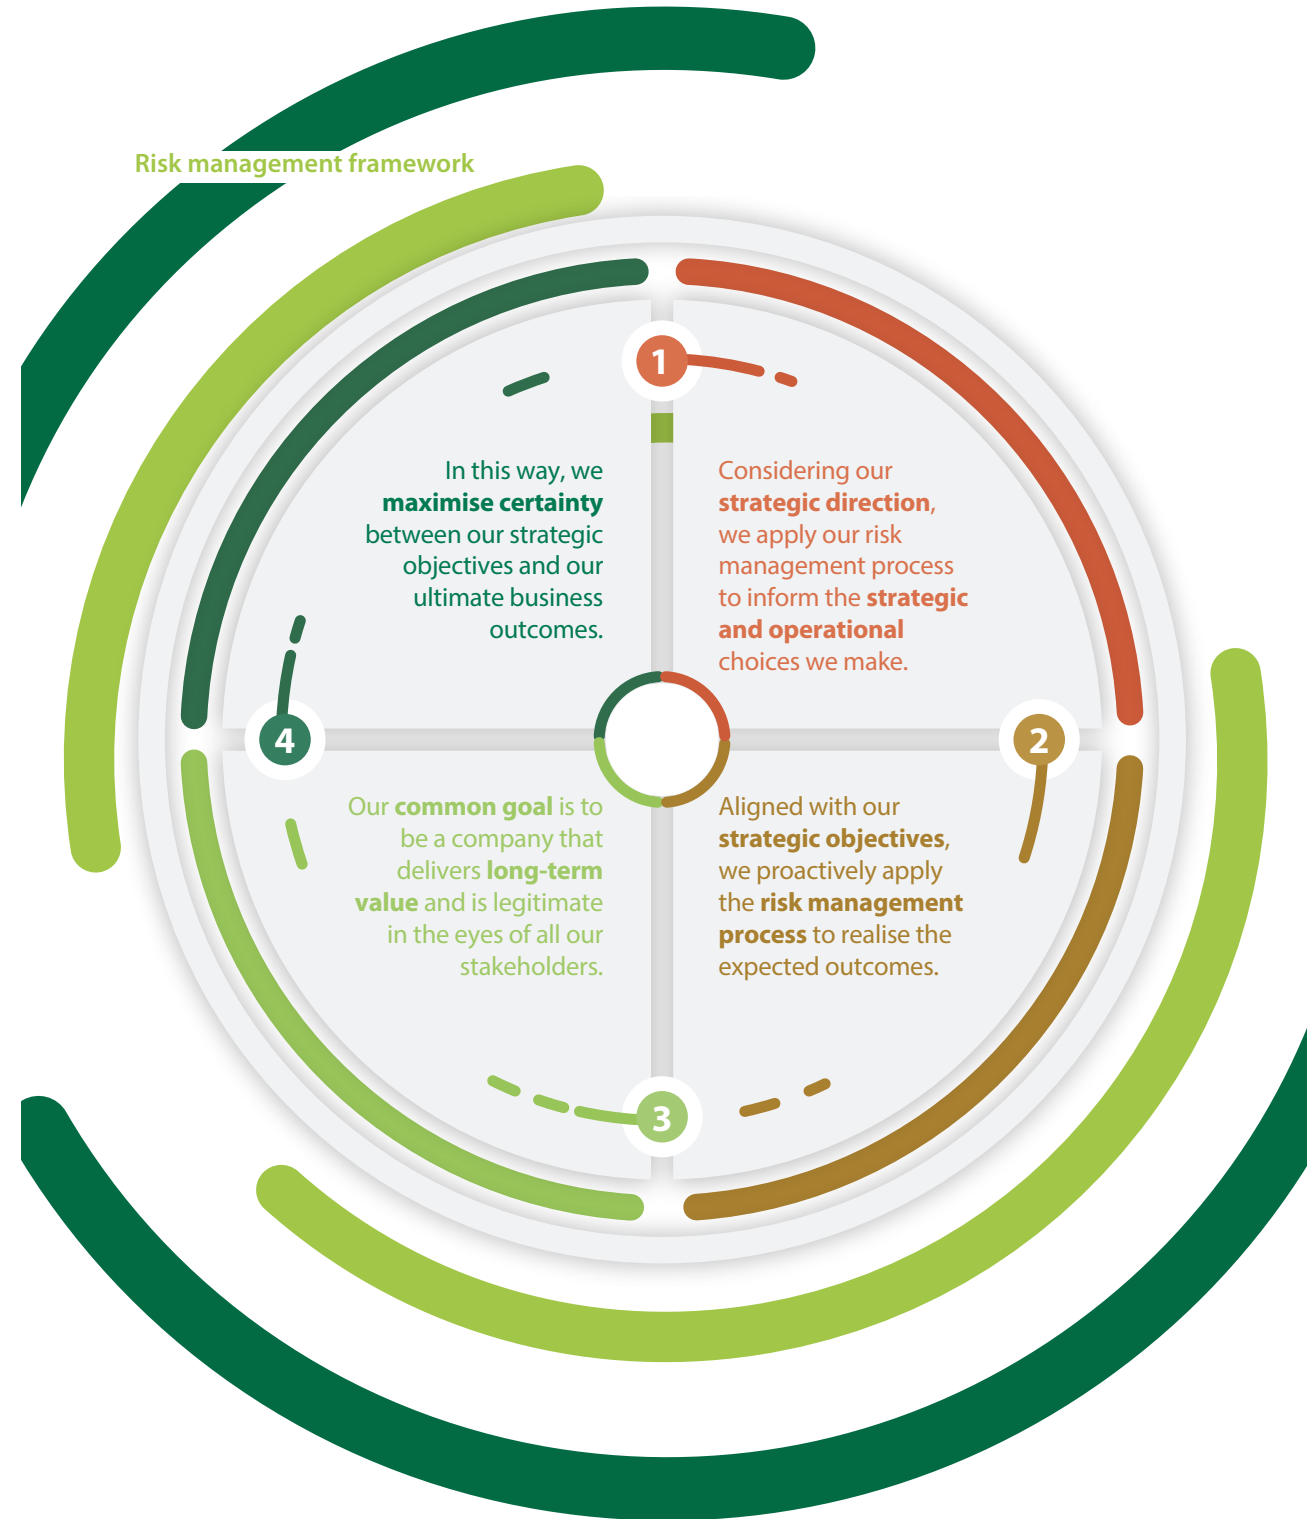 Risk management framework
1
Considering our
strategic direction,
we apply our risk
management process
to inform the strategic
and operational
choices we make.
2
Aligned with our
strategic objectives,
we proactively apply
the risk management
process to realise the
expected outcomes.
3
Our common goal is to
be a company that
delivers long-term
value and is legitimate
in the eyes of all our
stakeholders.
4
In this way, we
maximise certainty
between our strategic
objectives and our
ultimate business
outcomes.